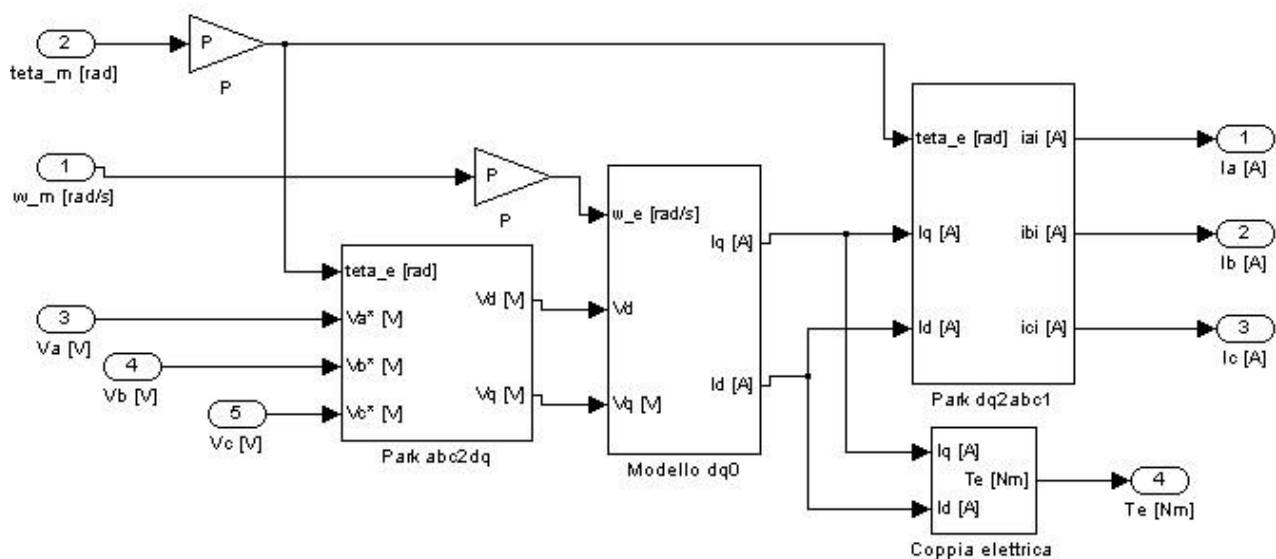 2
teta_m [rad]
P
P
1
w_m [rad/s]
P
P
3
Va [V]
4
Vb [V]
5
Vc [V]
teta_e [rad]
Va* [V]
Vb* [V]
Vc* [V]
Vd [V]
Vq [V]
Park abc2dq
w_e [rad/s]
Vd
Vq [V]
Iq [A]
Id [A]
Modello dq0
teta_e [rad]
Iq [A]
Id [A]
iai [A]
ibi [A]
ici [A]
Park dq2abc1
1
Ia [A]
2
Ib [A]
3
Ic [A]
Iq [A]
Id [A]
Te [Nm]
Coppia elettrica
4
Te [Nm]